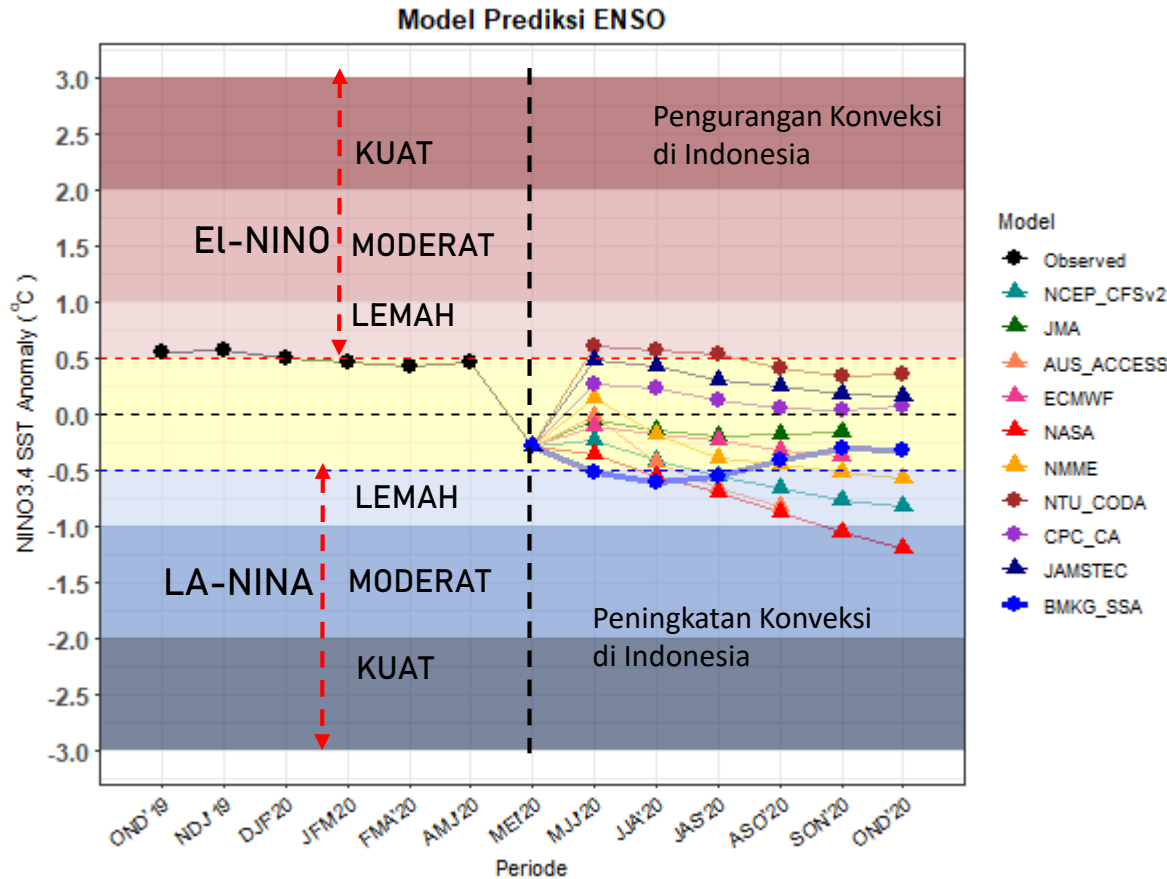 Model Prediksi ENSO
NINO3.4 SST Anomaly (°C)
3.0
2.5
2.0
1.5
1.0
0.5
0.0
-0.5
-1.0
-1.5
-2.0
-2.5
-3.0
KUAT
El-NINO
MODERAT
LEMAH
Pengurangan Konveksi
di Indonesia
LEMAH
LA-NINA
MODERAT
KUAT
Peningkatan Konveksi
di Indonesia
OND'19
NDJ'19
DJF'20
JFM'20
FMA'20
AMJ'20
MEI'20
MJJ'20
JJA'20
JAS'20
ASO'20
SON'20
OND'20
Periode
Model
Observed
NCEP_CFSv2
JMA
AUS_ACCESS
ECMWF
NASA
NMME
NTU_CODA
CPC_CA
JAMSTEC
BMKG_SSA